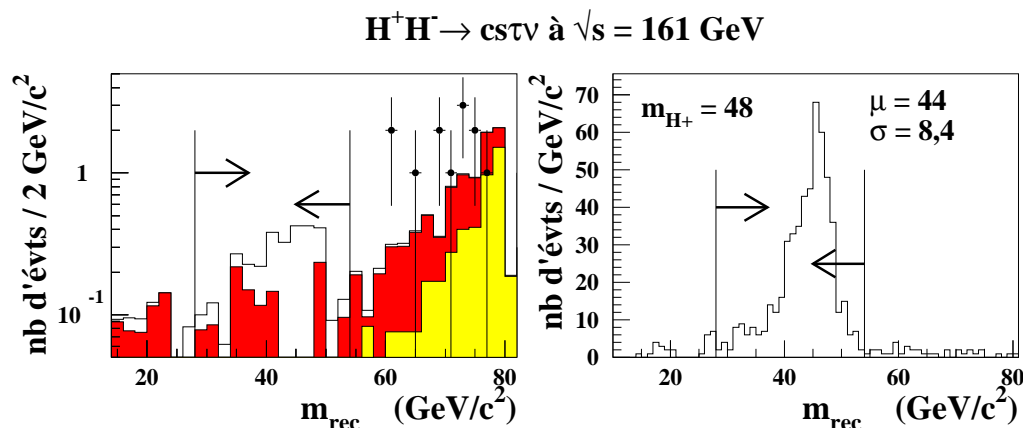 H⁺H⁻→ cstν à √s = 161 GeV
nb d'évts / 2 GeV/c²
1
10⁻¹
20
40
60
80
m_rec (GeV/c²)
nb d'évts / GeV/c²
70
60
50
40
30
20
10
0
m_H+ = 48
μ = 44
σ = 8,4
20
40
60
80
m_rec (GeV/c²)